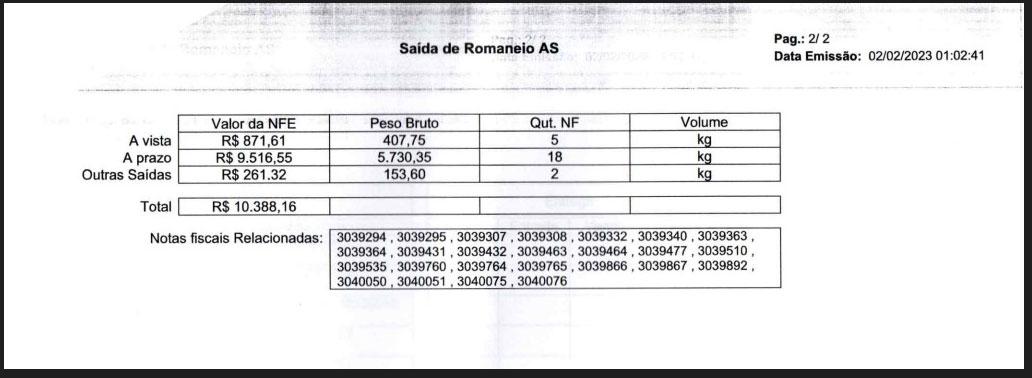 Saída de Romaneio AS
Pag.: 2/ 2
Data Emissão: 02/02/2023 01:02:41
Valor da NFE Peso Bruto Qut. NF Volume
A vista R$ 871,61 407,75 5 kg
A prazo R$ 9.516,55 5.730,35 18 kg
Outras Saídas R$ 261.32 153,60 2 kg
Total R$ 10.388,16
Notas fiscais Relacionadas: 3039294 , 3039295 , 3039307 , 3039308 , 3039332 , 3039340 , 3039363 ,
3039364 , 3039431 , 3039432 , 3039463 , 3039464 , 3039477 , 3039510 ,
3039535 , 3039760 , 3039764 , 3039765 , 3039866 , 3039867 , 3039892 ,
3040050 , 3040051 , 3040075 , 3040076